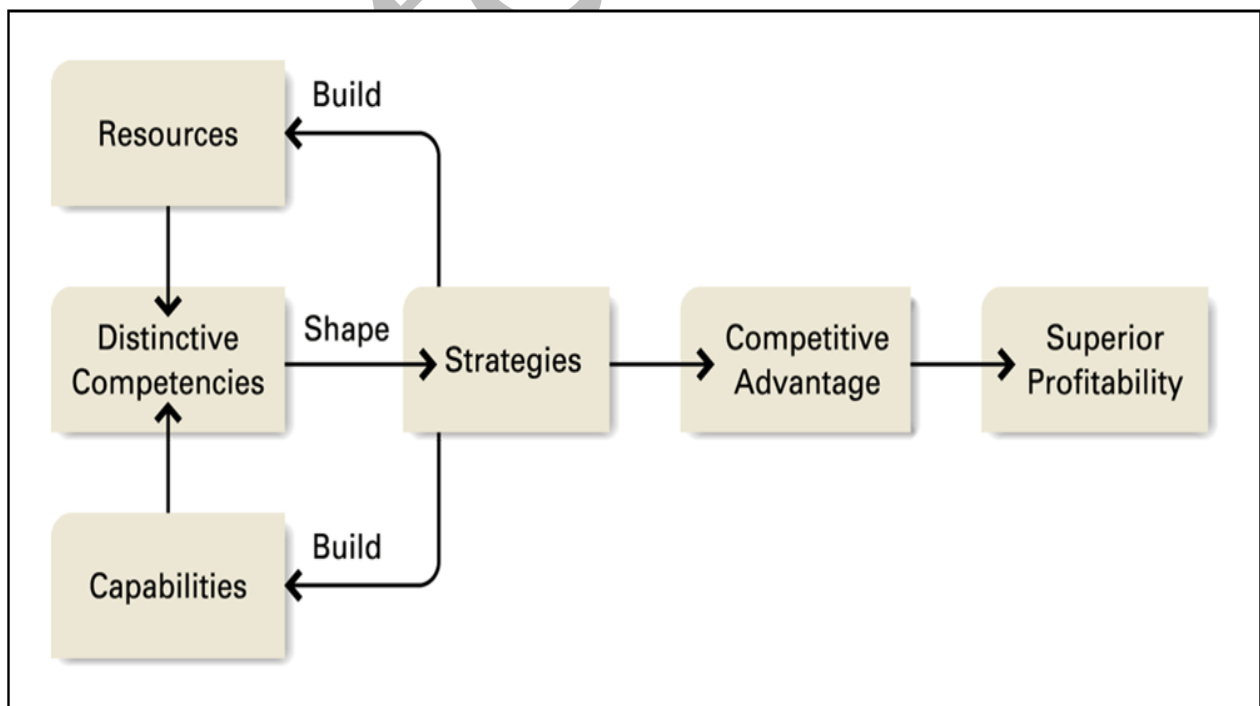 Build
Resources
Distinctive
Competencies
Shape
Strategies
Competitive
Advantage
Superior
Profitability
Build
Capabilities